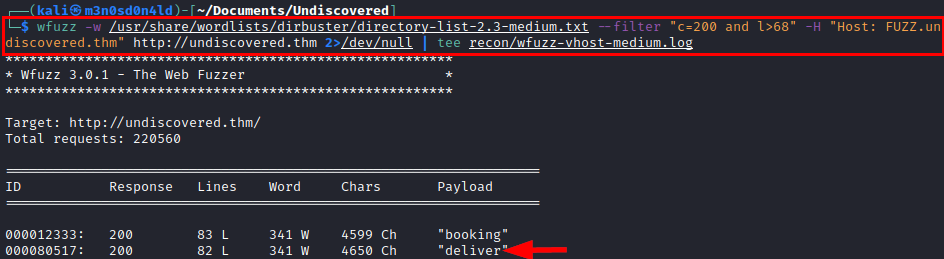 ┌──(kali㉿m3n0sd0n4ld)-[~/Documents/Undiscovered]
└─$ wfuzz -w /usr/share/wordlists/dirbuster/directory-list-2.3-medium.txt --filter "c=200 and l>68" -H "Host: FUZZ.un
discovered.thm" http://undiscovered.thm 2>/dev/null | tee recon/wfuzz-vhost-medium.log
********************************************************
* Wfuzz 3.0.1 - The Web Fuzzer                         *
********************************************************
Target: http://undiscovered.thm/
Total requests: 220560
=====================================================================
ID           Response   Lines    Word       Chars       Payload
=====================================================================
000012333:   200        83 L     341 W      4599 Ch     "booking"
000080517:   200        82 L     341 W      4650 Ch     "deliver"